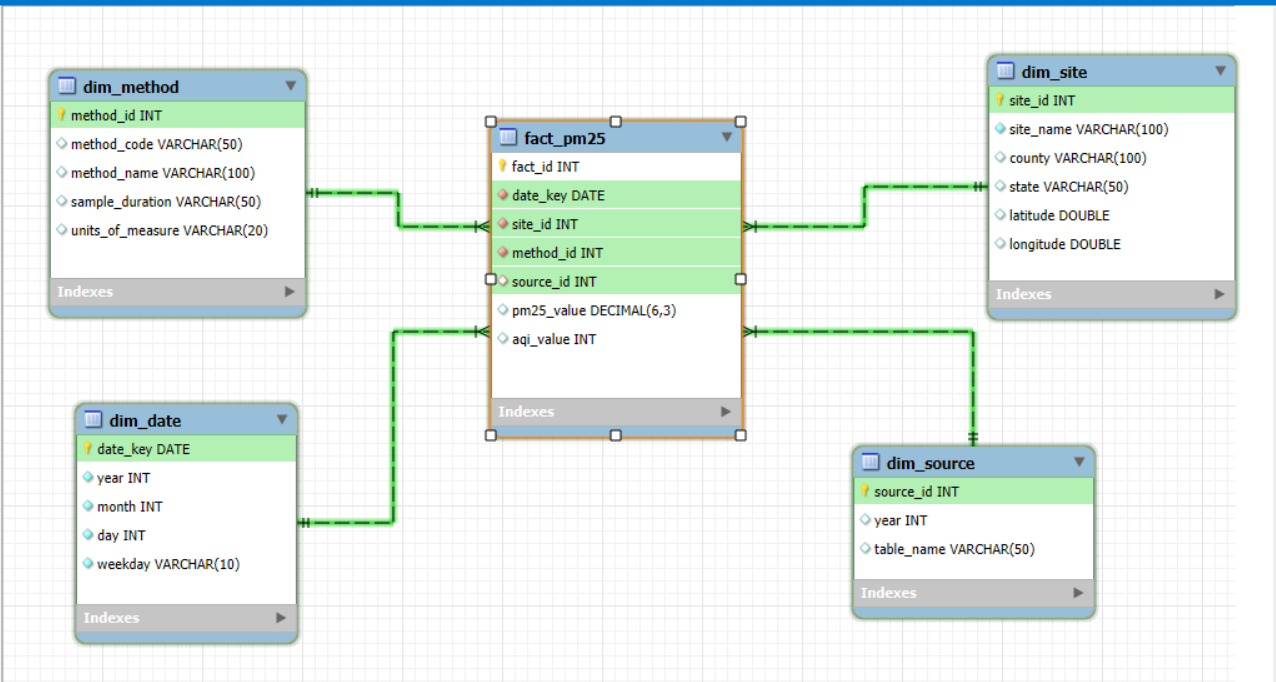 dim_method
method_id INT
method_code VARCHAR(50)
method_name VARCHAR(100)
sample_duration VARCHAR(50)
units_of_measure VARCHAR(20)
Indexes
fact_pm25
fact_id INT
date_key DATE
site_id INT
method_id INT
source_id INT
pm25_value DECIMAL(6,3)
aqi_value INT
Indexes
dim_site
site_id INT
site_name VARCHAR(100)
county VARCHAR(100)
state VARCHAR(50)
latitude DOUBLE
longitude DOUBLE
Indexes
dim_date
date_key DATE
year INT
month INT
day INT
weekday VARCHAR(10)
Indexes
dim_source
source_id INT
year INT
table_name VARCHAR(50)
Indexes